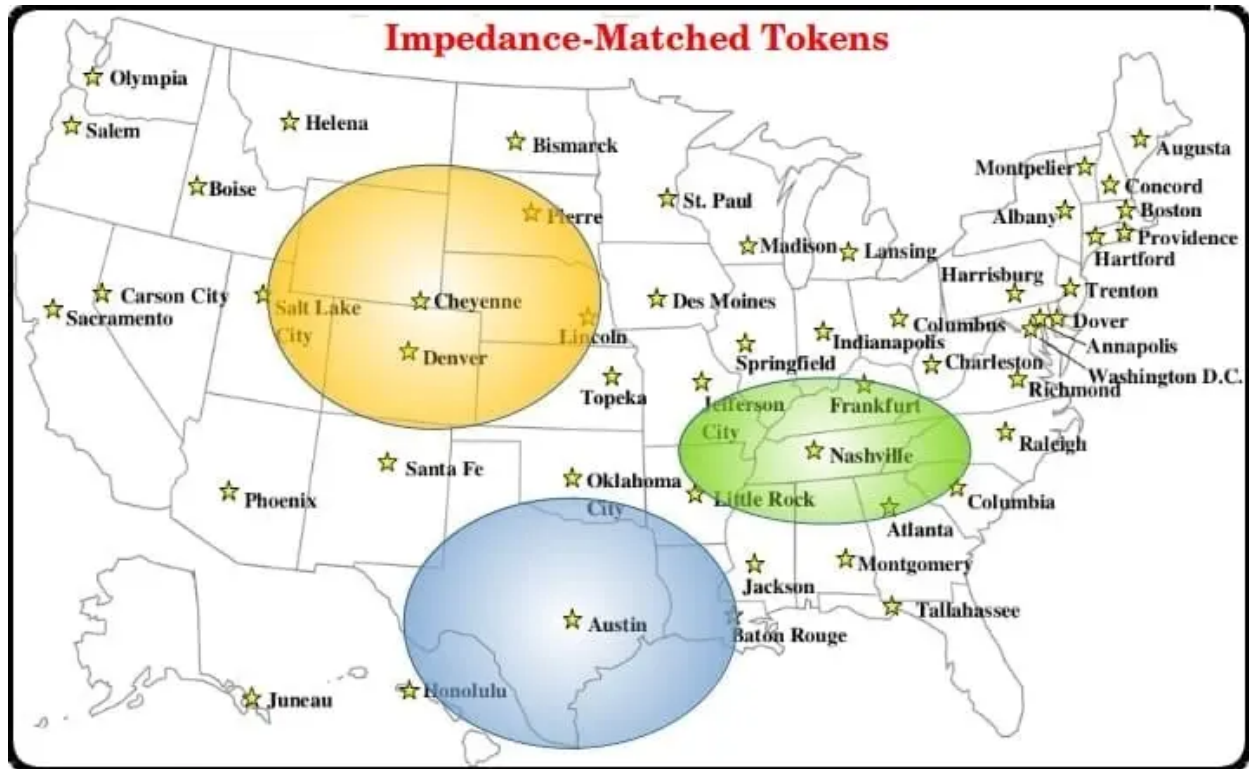 Impedance-Matched Tokens
Olympia
Salem
Helena
Bismarck
Boise
Pierre
St. Paul
Madison
Lansing
Montpelier
Augusta
Concord
Albany
Boston
Providence
Hartford
Harrisburg
Trenton
Carson City
Sacramento
Salt Lake
City
Cheyenne
Denver
Lincoln
Des Moines
Springfield
Indianapolis
Columbus
Charleston
Dover
Annapolis
Washington D.C.
Richmond
Topeka
Jefferson
City
Frankfurt
Nashville
Raleigh
Santa Fe
Phoenix
Oklahoma
City
Little Rock
Columbia
Atlanta
Jackson
Montgomery
Austin
Baton Rouge
Tallahassee
Juneau
Honolulu